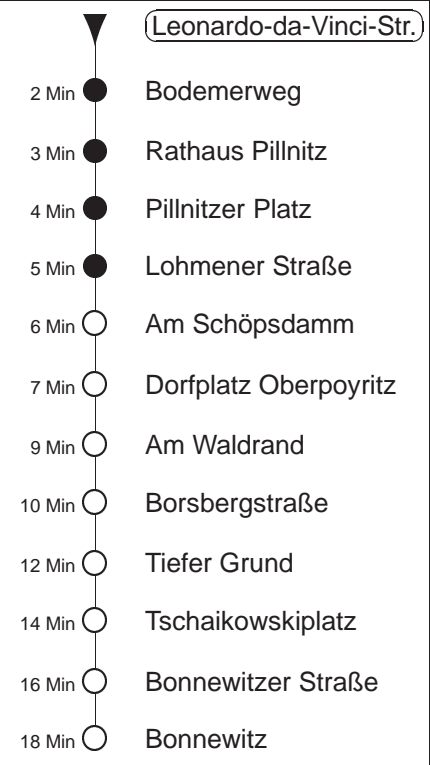 Leonardo-da-Vinci-Str.
2 Min Bodemerweg
3 Min Rathaus Pillnitz
4 Min Pillnitzer Platz
5 Min Lohmener Straße
6 Min Am Schöpsdamm
7 Min Dorfplatz Oberpoyritz
9 Min Am Waldrand
10 Min Borsbergstraße
12 Min Tiefer Grund
14 Min Tschaikowskiplatz
16 Min Bonnewitzer Straße
18 Min Bonnewitz